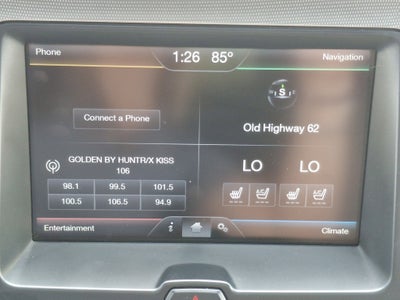 Phone
1:26 85°
Navigation
S
Connect a Phone
Old Highway 62
GOLDEN BY HUNTR/X KISS
106
LO LO
98.1 99.5 101.5
100.5 106.5 94.9
A/C A/C
Entertainment
i
Climate